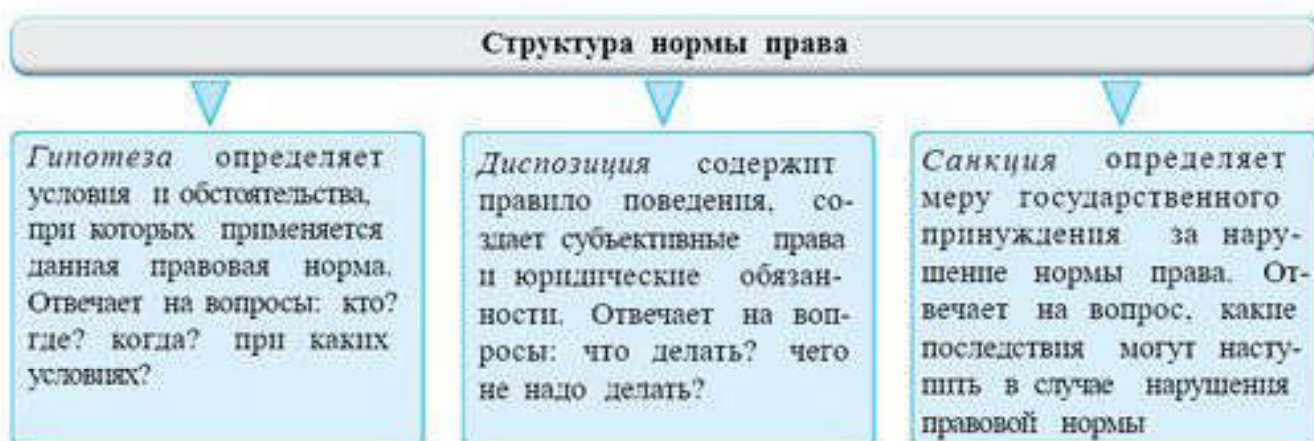 Структура нормы права
Гипотеза определяет
условия и обстоятельства,
при которых применяется
данная правовая норма.
Отвечает на вопросы: кто?
где? когда? при каких
условиях?
Диспозиция содержит
правило поведения, со-
здает субъективные права
и юридические обязан-
ности. Отвечает на воп-
росы: что делать? чего
не надо делать?
Санкция определяет
меру государственного
принуждения за нару-
шение нормы права. От-
вечает на вопрос, какие
последствия могут насту-
пить в случае нарушения
правовой нормы